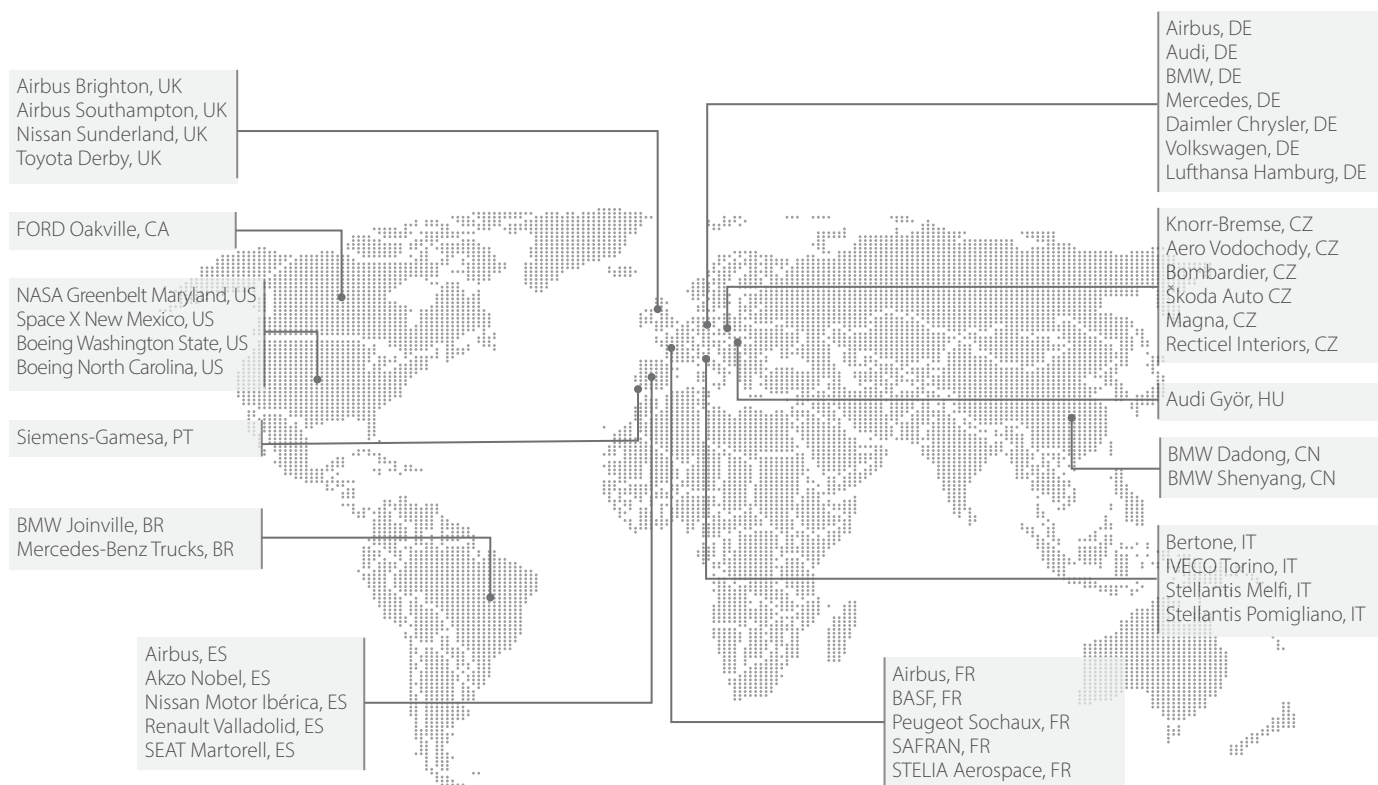 Airbus Brighton, UK
Airbus Southampton, UK
Nissan Sunderland, UK
Toyota Derby, UK
FORD Oakville, CA
NASA Greenbelt Maryland, US
Space X New Mexico, US
Boeing Washington State, US
Boeing North Carolina, US
Siemens-Gamesa, PT
BMW Joinville, BR
Mercedes-Benz Trucks, BR
Airbus, ES
Akzo Nobel, ES
Nissan Motor Ibérica, ES
Renault Valladolid, ES
SEAT Martorell, ES
Airbus, DE
Audi, DE
BMW, DE
Mercedes, DE
Daimler Chrysler, DE
Volkswagen, DE
Lufthansa Hamburg, DE
Knorr-Bremse, CZ
Aero Vodochody, CZ
Bombardier, CZ
Škoda Auto CZ
Magna, CZ
Recticel Interiors, CZ
Audi Györ, HU
BMW Dadong, CN
BMW Shenyang, CN
Bertone, IT
IVECO Torino, IT
Stellantis Melfi, IT
Stellantis Pomigliano, IT
Airbus, FR
BASF, FR
Peugeot Sochaux, FR
SAFRAN, FR
STELIA Aerospace, FR